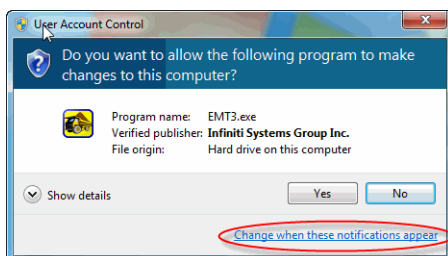 User Account Control
Do you want to allow the following program to make
changes to this computer?
Program name: EMT3.exe
Verified publisher: Infiniti Systems Group Inc.
File origin: Hard drive on this computer
Show details
Yes
No
Change when these notifications appear